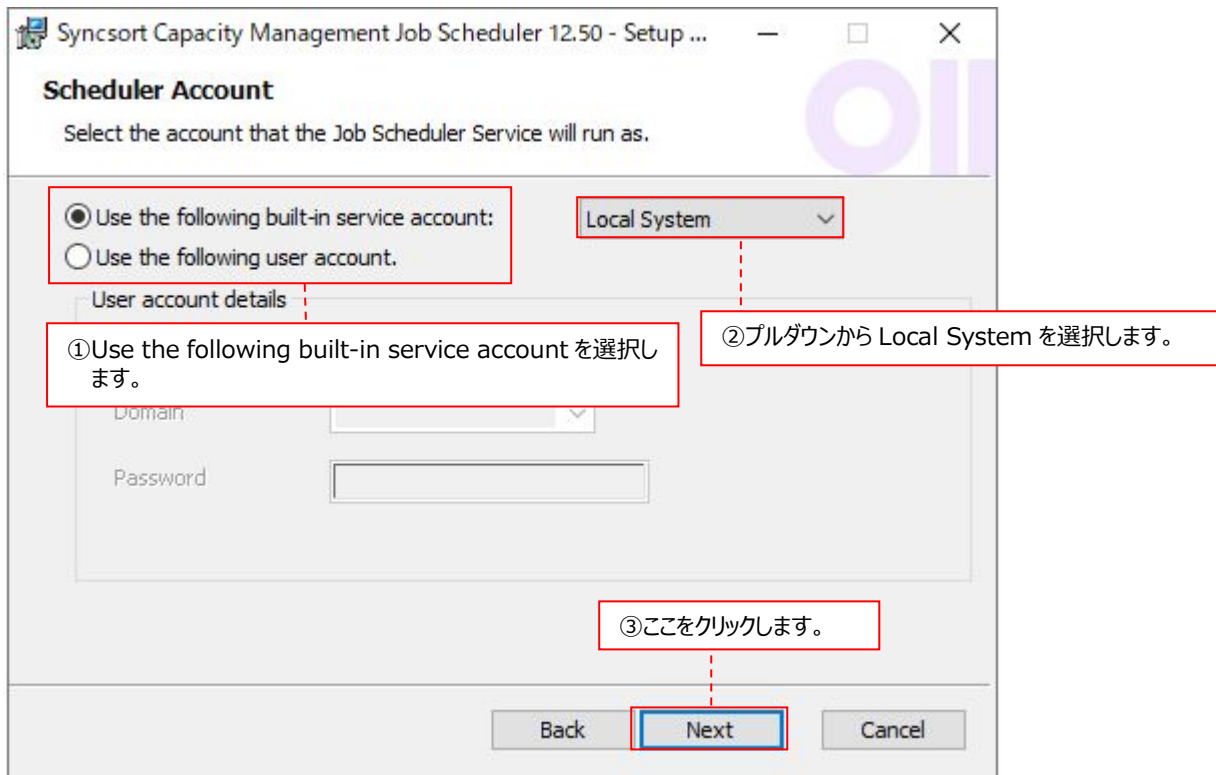 Syncsort Capacity Management Job Scheduler 12.50 - Setup ...
Scheduler Account
Select the account that the Job Scheduler Service will run as.
Use the following built-in service account:
Local System
Use the following user account.
User account details
①Use the following built-in service account を選択し
ます。
②プルダウンから Local System を選択します。
Domain
Password
③ここをクリックします。
Back
Next
Cancel